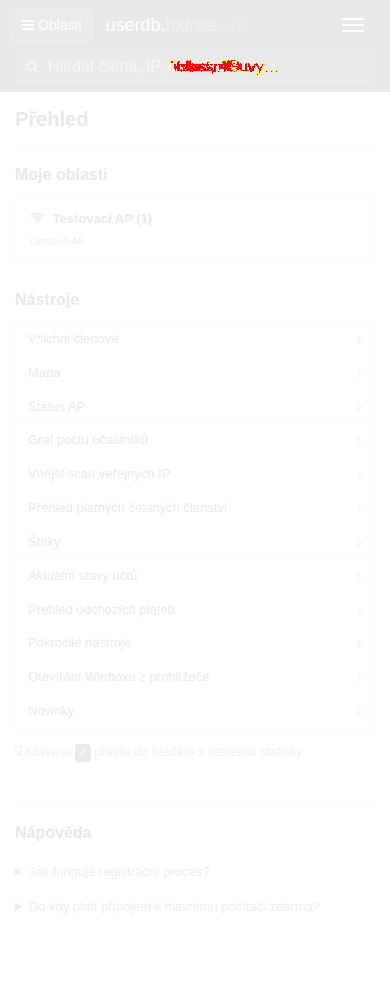 Oblasti userdb.hkfree.org
Hledat člena, IP,
Přehled
Moje oblasti
Testovací AP (1)
členové AP
Nástroje
Všichni členové
Mapa
Status AP
Graf počtu účastníků
Vnější scan veřejných IP
Přehled platných čestných členství
Štítky
Aktuální stavy účtů
Přehled odchozích plateb
Pokročilé nástroje
Otevírání Winboxu z prohlížeče
Novinky
Klávesa / přejde do hledání z kterékoli stránky.
Nápověda
Jak funguje registrační proces?
Do kdy platí připojení k hlavnímu počítači zdarma?